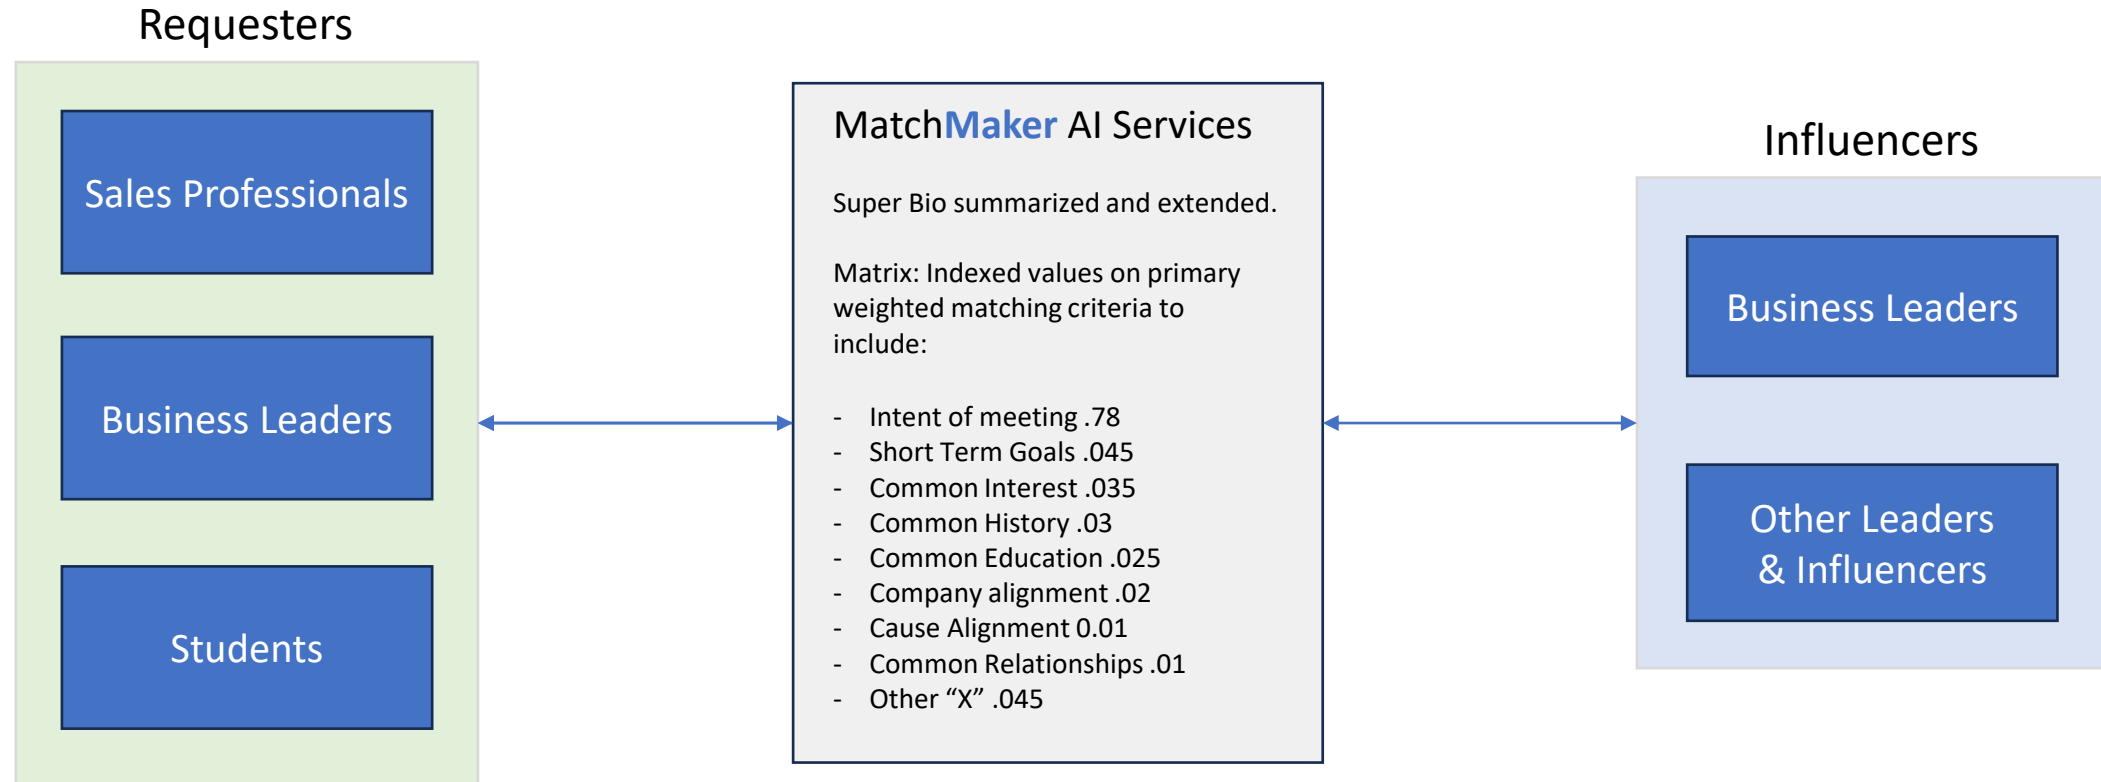 Requesters
Sales Professionals
Business Leaders
Students
MatchMaker AI Services
Super Bio summarized and extended.
Matrix: Indexed values on primary
weighted matching criteria to
include:
- Intent of meeting .78
- Short Term Goals .045
- Common Interest .035
- Common History .03
- Common Education .025
- Company alignment .02
- Cause Alignment 0.01
- Common Relationships .01
- Other “X” .045
Influencers
Business Leaders
Other Leaders
& Influencers